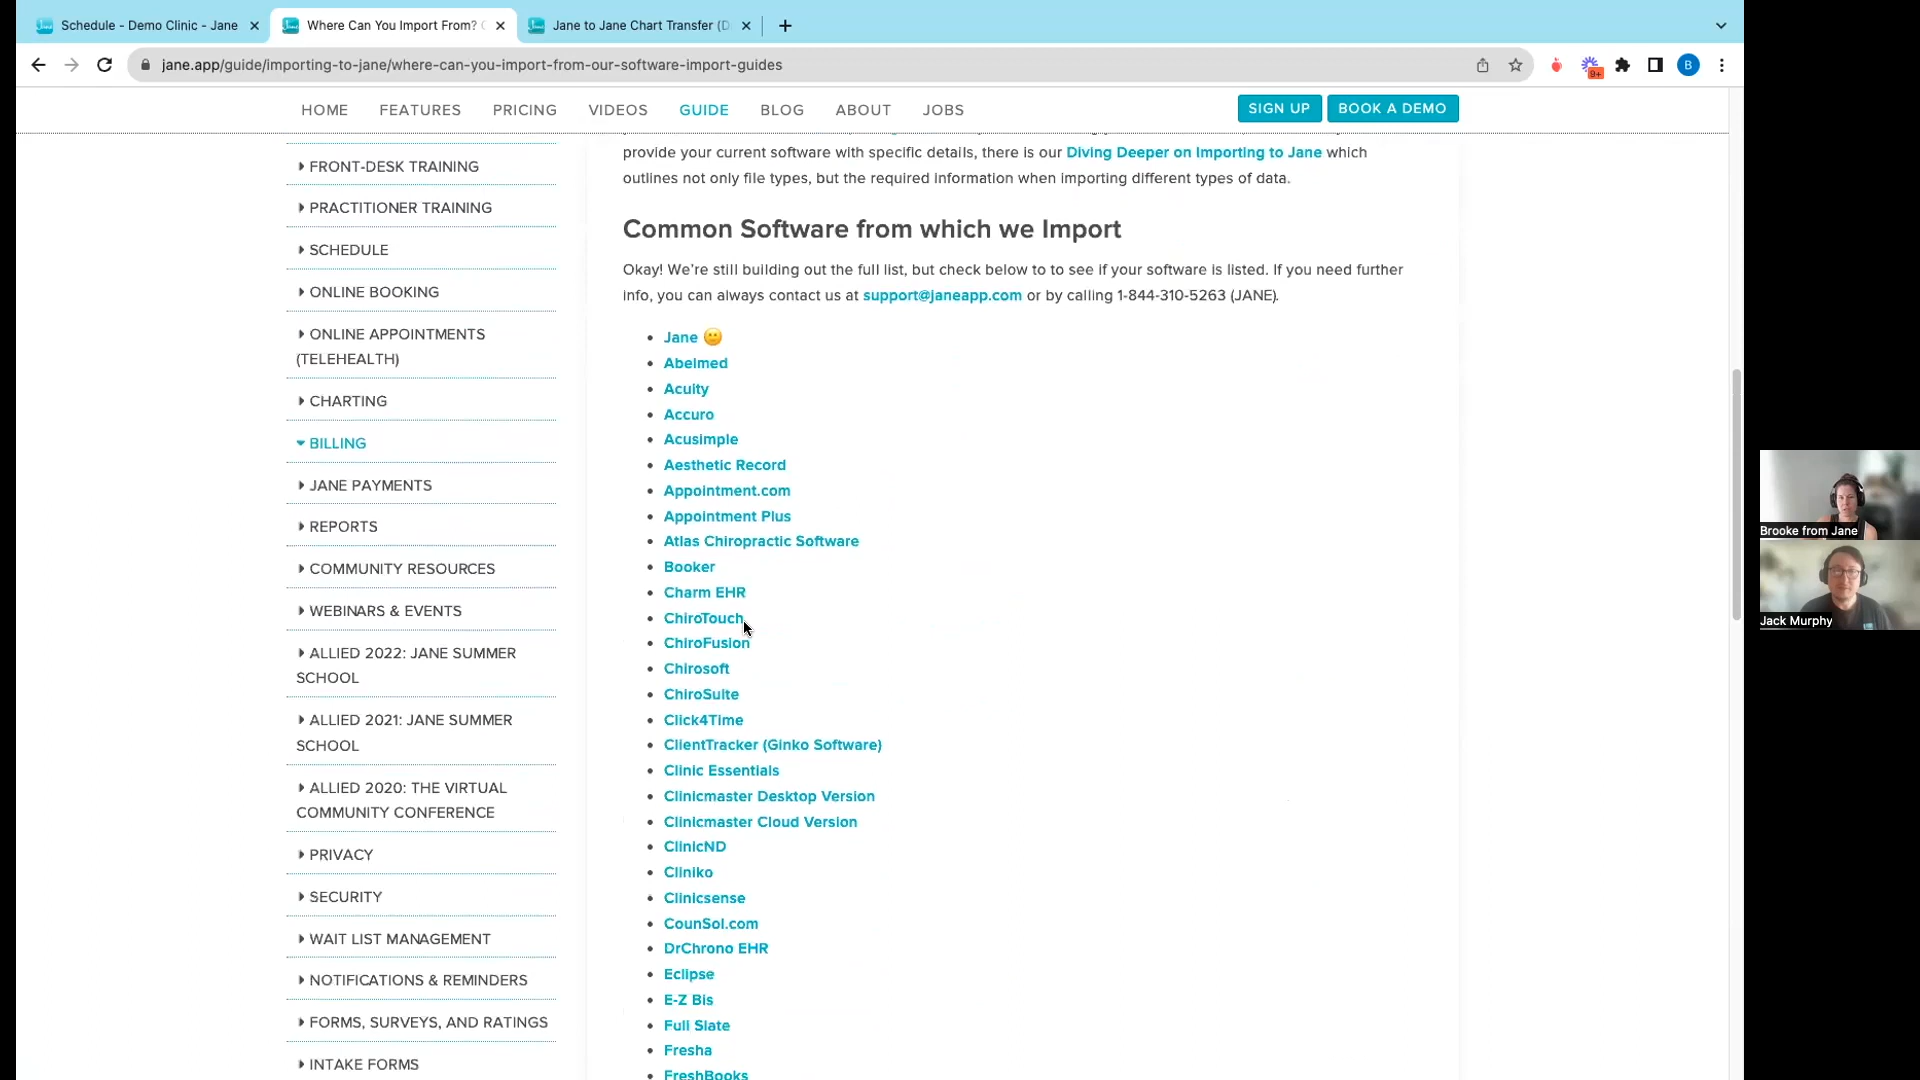 Schedule - Demo Clinic - Jane
Where Can You Import From?
Jane to Jane Chart Transfer (D
jane.app/guide/importing-to-jane/where-can-you-import-from-our-software-import-guides
9+
B
HOME
FEATURES
PRICING
VIDEOS
GUIDE
BLOG
ABOUT
JOBS
SIGN UP
BOOK A DEMO
FRONT-DESK TRAINING
PRACTITIONER TRAINING
SCHEDULE
ONLINE BOOKING
ONLINE APPOINTMENTS
(TELEHEALTH)
CHARTING
BILLING
JANE PAYMENTS
REPORTS
COMMUNITY RESOURCES
WEBINARS & EVENTS
ALLIED 2022: JANE SUMMER
SCHOOL
ALLIED 2021: JANE SUMMER
SCHOOL
ALLIED 2020: THE VIRTUAL
COMMUNITY CONFERENCE
PRIVACY
SECURITY
WAIT LIST MANAGEMENT
NOTIFICATIONS & REMINDERS
FORMS, SURVEYS, AND RATINGS
INTAKE FORMS
provide your current software with specific details, there is our Diving Deeper on Importing to Jane which
outlines not only file types, but the required information when importing different types of data.
Common Software from which we Import
Okay! We're still building out the full list, but check below to to see if your software is listed. If you need further
info, you can always contact us at support@janeapp.com or by calling 1-844-310-5263 (JANE).
Jane 🙂
Abelmed
Acuity
Accuro
Acusimple
Aesthetic Record
Appointment.com
Appointment Plus
Atlas Chiropractic Software
Booker
Charm EHR
ChiroTouch
ChiroFusion
Chirosoft
ChiroSuite
Click4Time
ClientTracker (Ginko Software)
Clinic Essentials
Clinicmaster Desktop Version
Clinicmaster Cloud Version
ClinicND
Cliniko
Clinicsense
CounSol.com
DrChrono EHR
Eclipse
E-Z Bis
Full Slate
Fresha
FreshBooks
Brooke from Jane
Jack Murphy